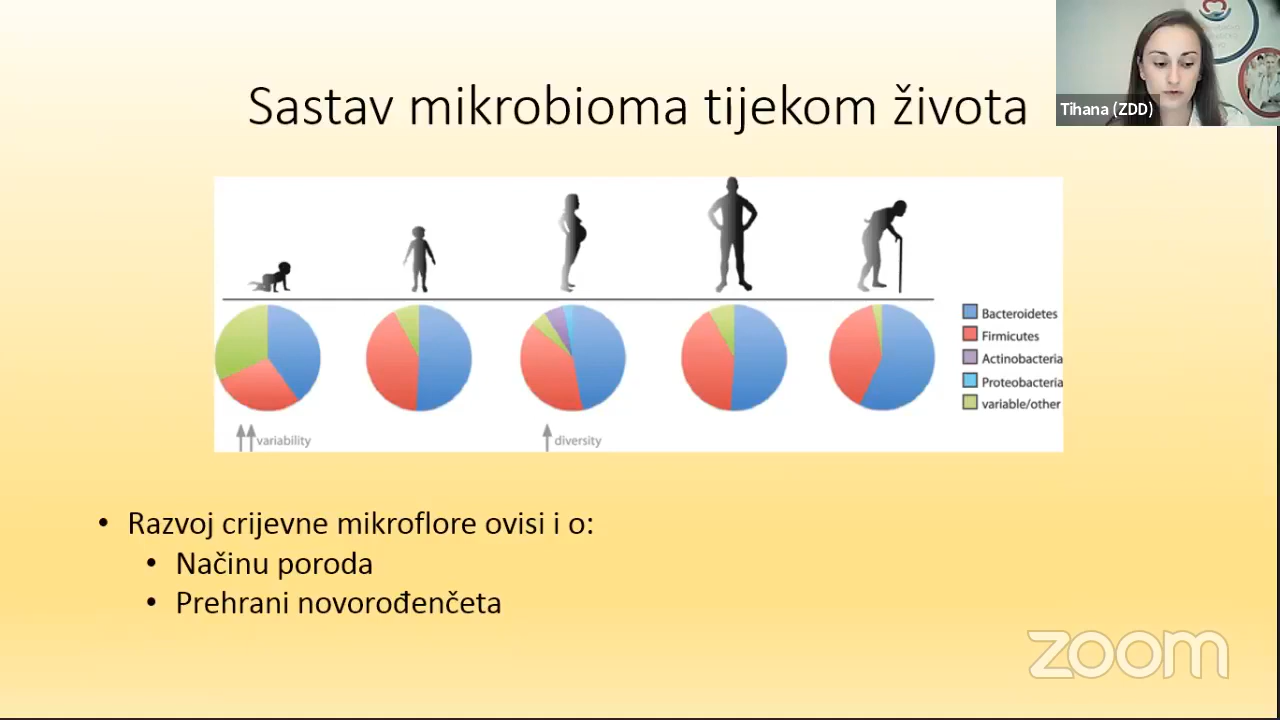 Sastav mikrobioma tijekom života
Tihana (ZDD)
Bacteroidetes
Firmicutes
Actinobacteria
Proteobacteria
variable/other
variability
diversity
• Razvoj crijevne mikroflore ovisi i o:
• Načinu poroda
• Prehrani novorođenčeta
zoom